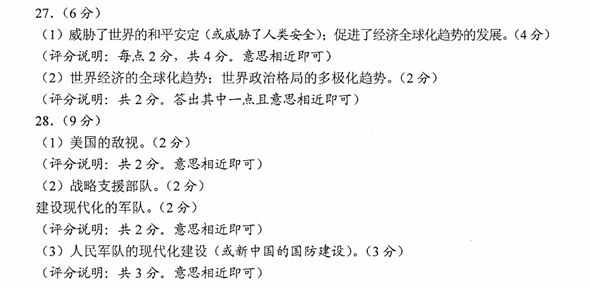 27.（6 分）
（1）威胁了世界的和平安定（或威胁了人类安全）；促进了经济全球化趋势的发展。（4 分）
（评分说明：每点 2 分，共 4 分。意思相近即可）
（2）世界经济的全球化趋势；世界政治格局的多极化趋势。（2 分）
（评分说明：共 2 分。答出其中一点且意思相近即可）
28.（9 分）
（1）美国的敌视。（2 分）
（评分说明：共 2 分。意思相近即可）
（2）战略支援部队。（2 分）
建设现代化的军队。（2 分）
（评分说明：共 2 分。意思相近即可）
（3）人民军队的现代化建设（或新中国的国防建设）。（3 分）
（评分说明：共 3 分。意思相近即可）